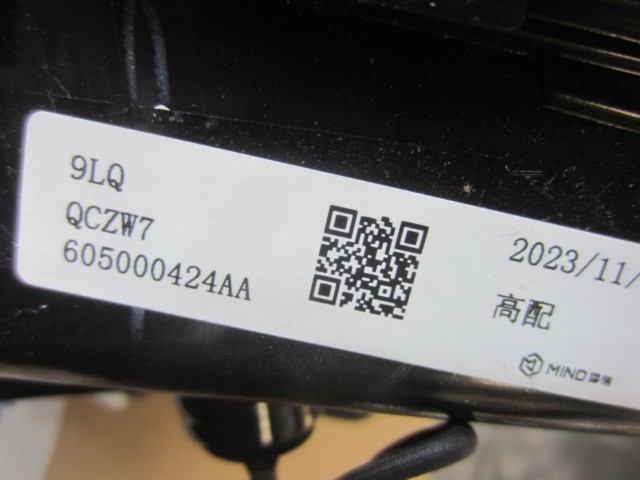 9LQ
QCZW7
605000424AA
2023/11/
高配
MIND